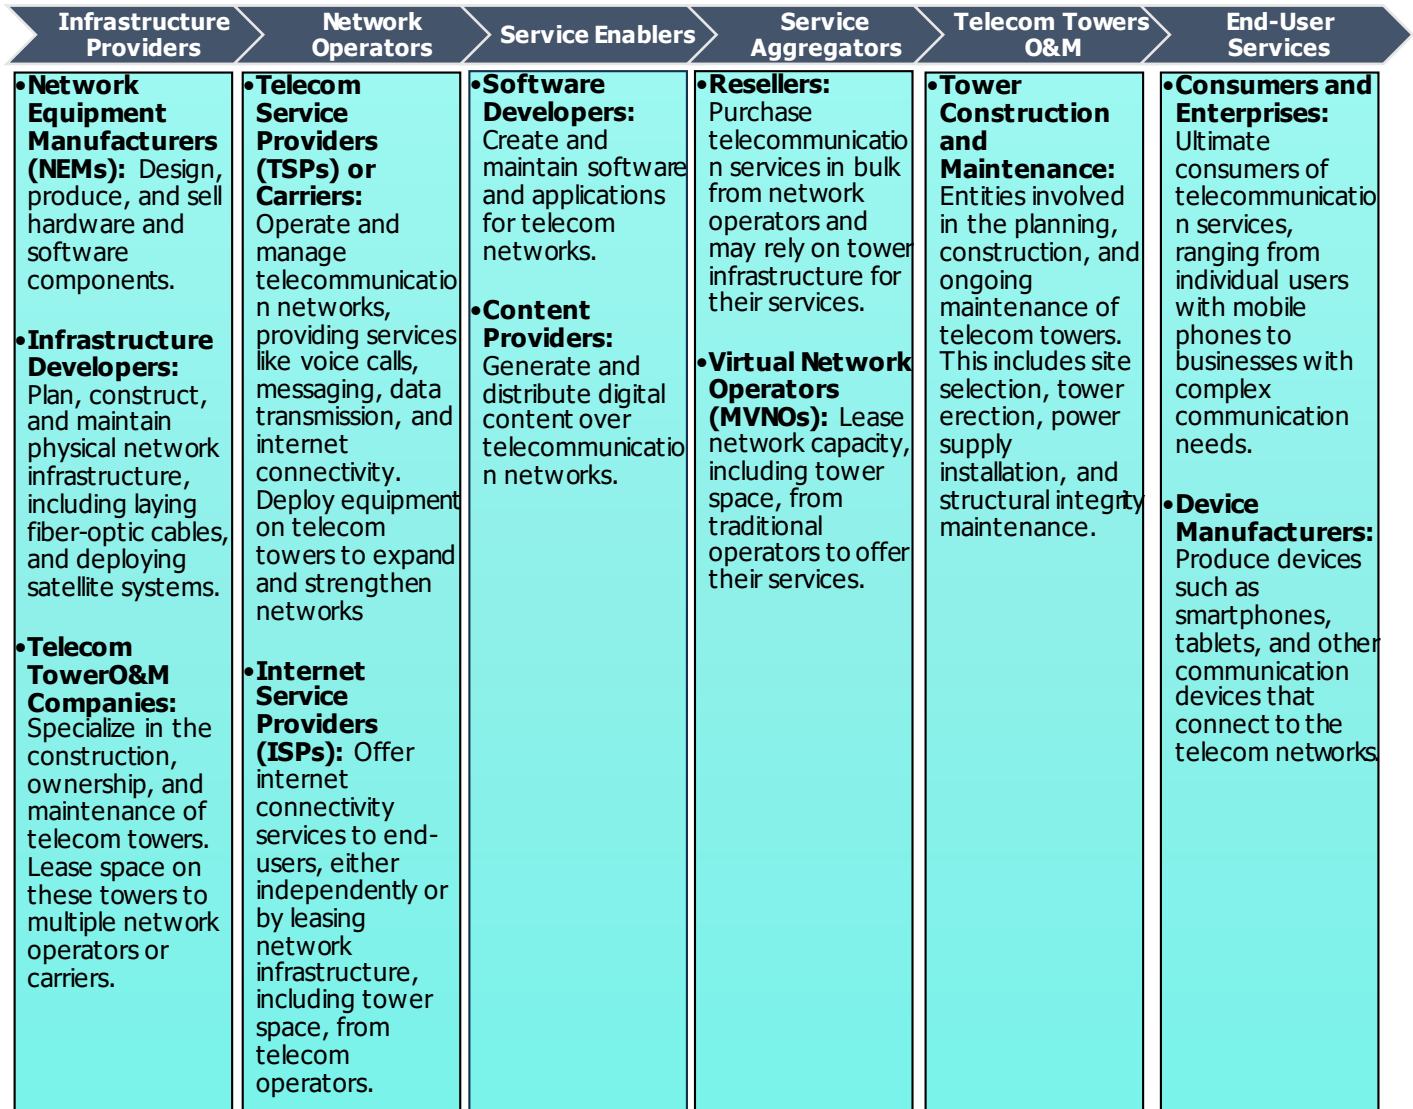 Infrastructure
Providers
Network
Operators
Service Enablers
Service
Aggregators
Telecom Towers
O&M
End-User
Services
•Network
Equipment
Manufacturers
(NEMs): Design,
produce, and sell
hardware and
software
components.
•Infrastructure
Developers:
Plan, construct,
and maintain
physical network
infrastructure,
including laying
fiber-optic cables,
and deploying
satellite systems.
•Telecom
TowerO&M
Companies:
Specialize in the
construction,
ownership, and
maintenance of
telecom towers.
Lease space on
these towers to
multiple network
operators or
carriers.
•Telecom
Service
Providers
(TSPs) or
Carriers:
Operate and
manage
telecommunicatio
n networks,
providing services
like voice calls,
messaging, data
transmission, and
internet
connectivity.
Deploy equipment
on telecom
towers to expand
and strengthen
networks
•Internet
Service
Providers
(ISPs): Offer
internet
connectivity
services to end-
users, either
independently or
by leasing
network
infrastructure,
including tower
space, from
telecom
operators.
•Software
Developers:
Create and
maintain software
and applications
for telecom
networks.
•Content
Providers:
Generate and
distribute digital
content over
telecommunicatio
n networks.
•Resellers:
Purchase
telecommunicatio
n services in bulk
from network
operators and
may rely on tower
infrastructure for
their services.
•Virtual Network
Operators
(MVNOs): Lease
network capacity,
including tower
space, from
traditional
operators to offer
their services.
•Tower
Construction
and
Maintenance:
Entities involved
in the planning,
construction, and
ongoing
maintenance of
telecom towers.
This includes site
selection, tower
erection, power
supply
installation, and
structural integrity
maintenance.
•Consumers and
Enterprises:
Ultimate
consumers of
telecommunicatio
n services,
ranging from
individual users
with mobile
phones to
businesses with
complex
communication
needs.
•Device
Manufacturers:
Produce devices
such as
smartphones,
tablets, and other
communication
devices that
connect to the
telecom networks.